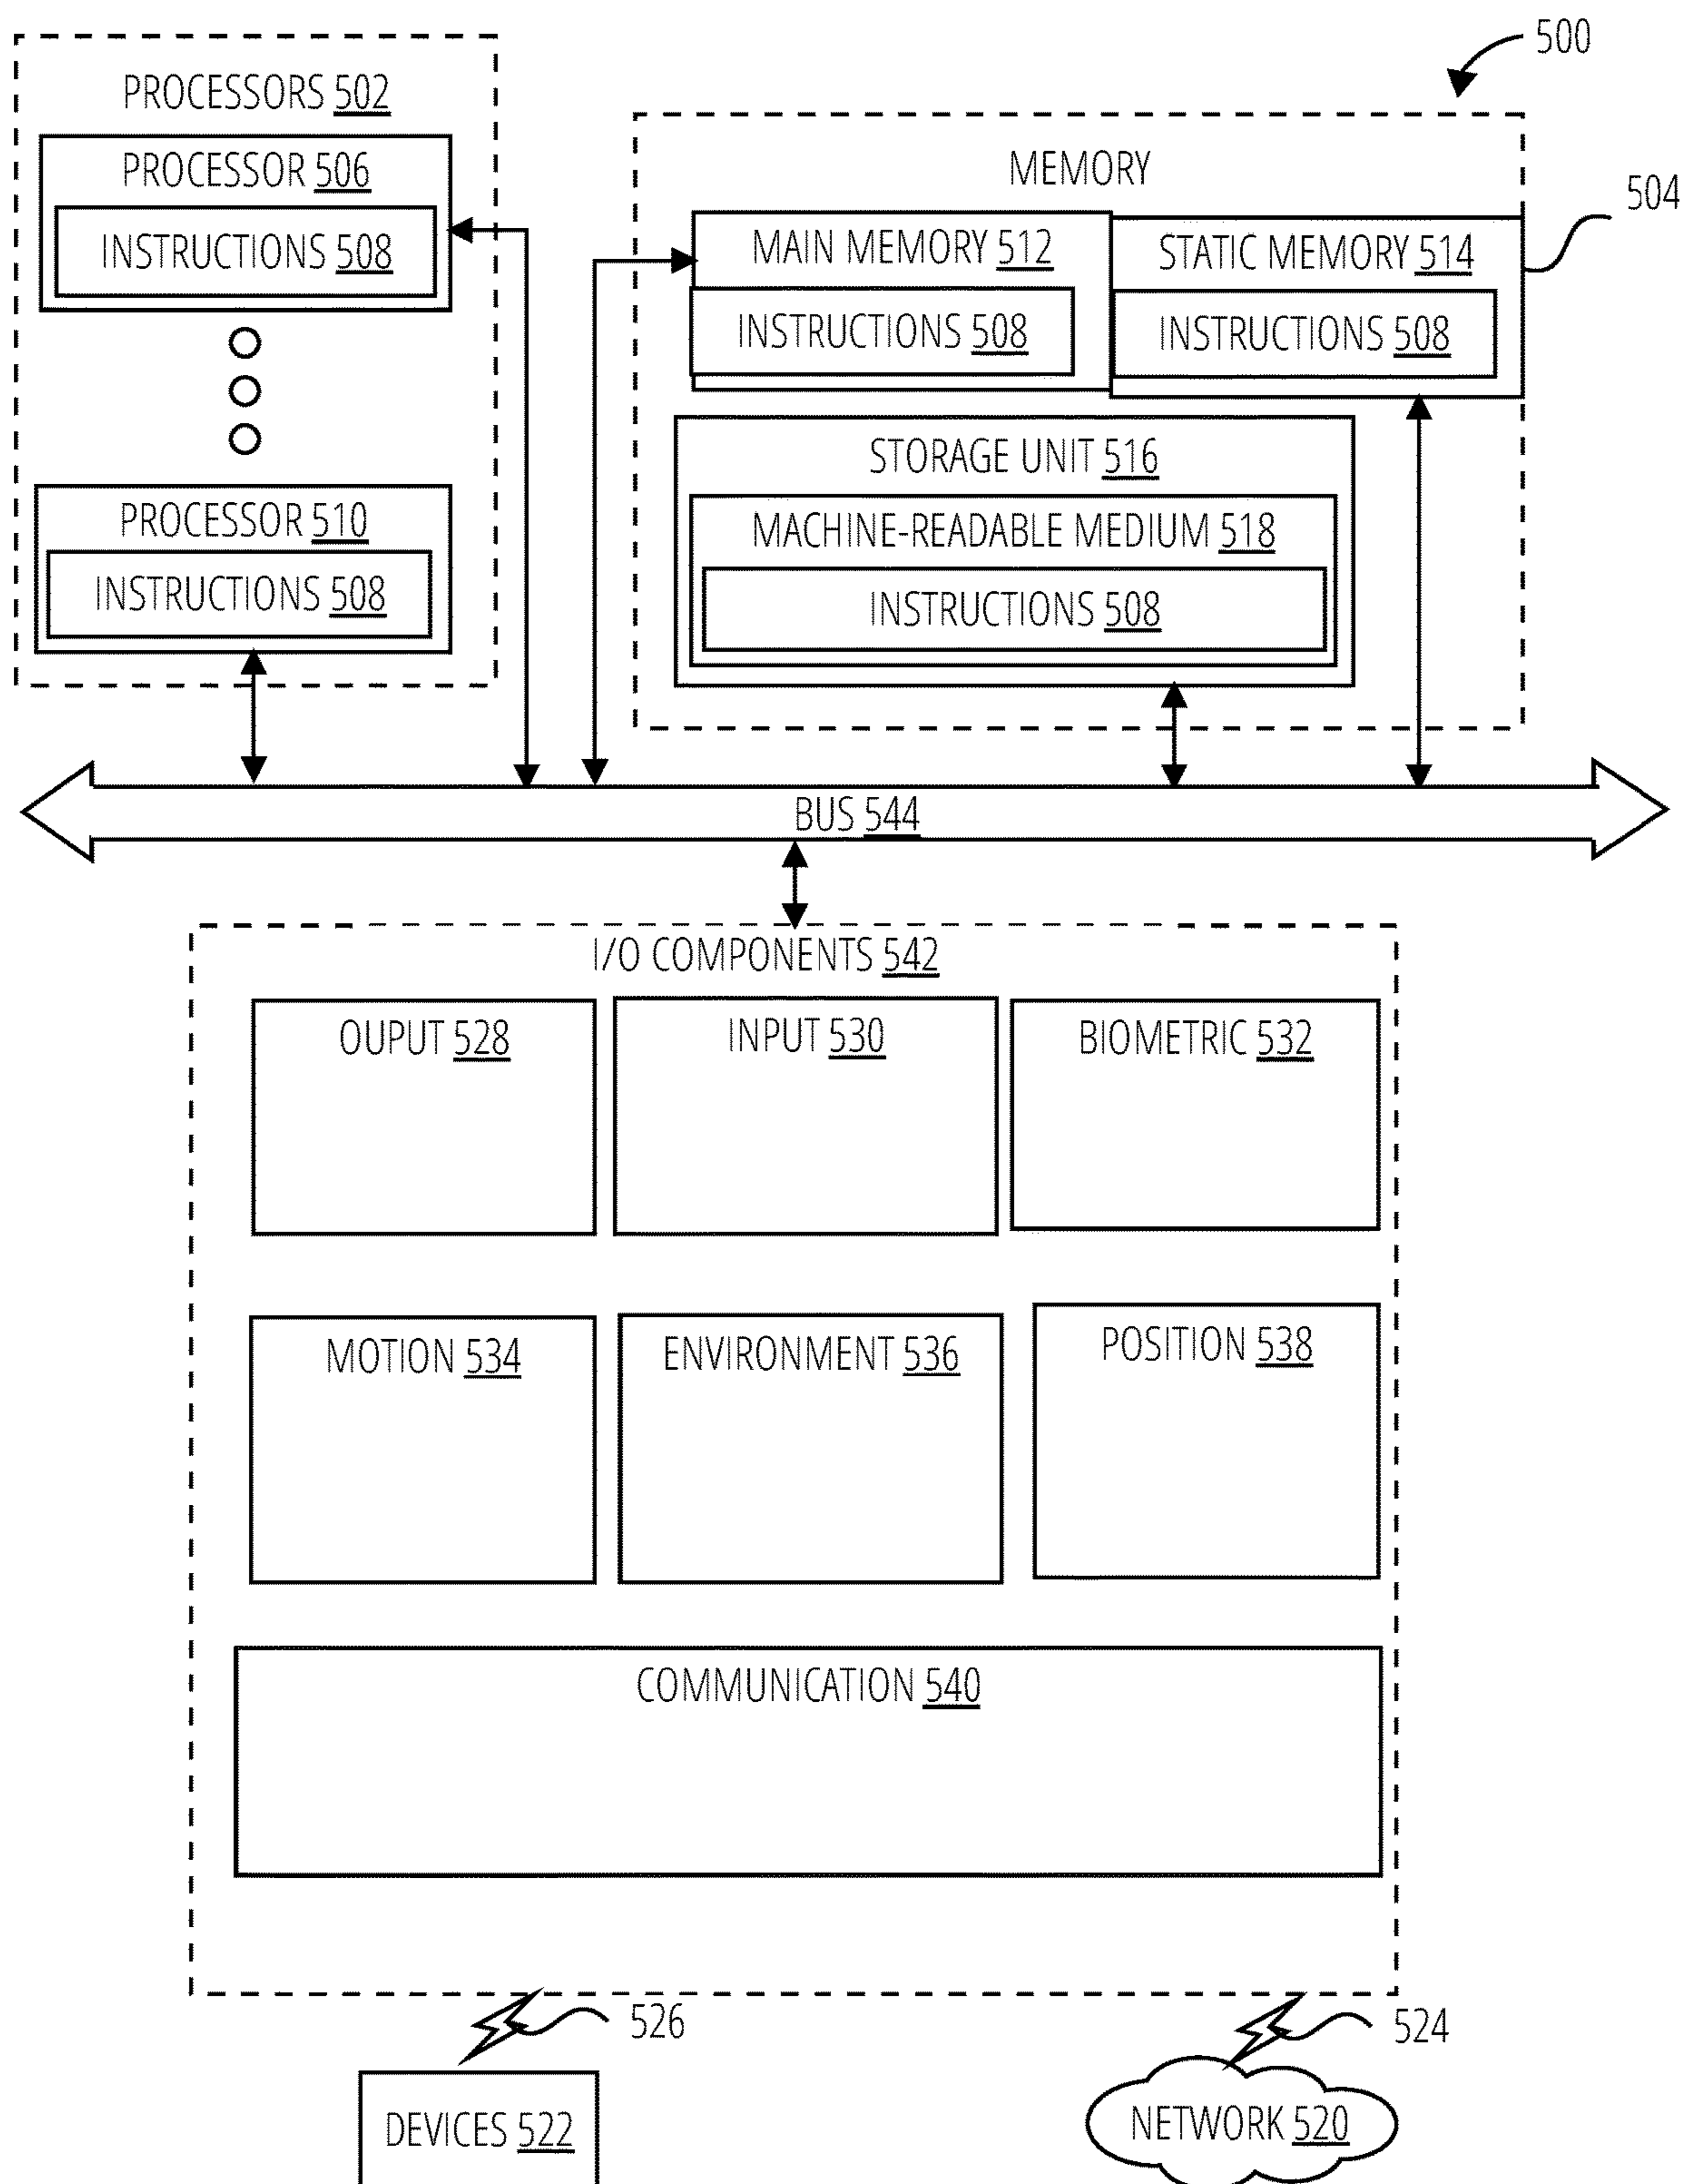 500
PROCESSORS 502
PROCESSOR 506
INSTRUCTIONS 508
PROCESSOR 510
INSTRUCTIONS 508
MEMORY
504
MAIN MEMORY 512
INSTRUCTIONS 508
STATIC MEMORY 514
INSTRUCTIONS 508
STORAGE UNIT 516
MACHINE-READABLE MEDIUM 518
INSTRUCTIONS 508
BUS 544
I/O COMPONENTS 542
OUPUT 528
INPUT 530
BIOMETRIC 532
MOTION 534
ENVIRONMENT 536
POSITION 538
COMMUNICATION 540
526
524
DEVICES 522
NETWORK 520